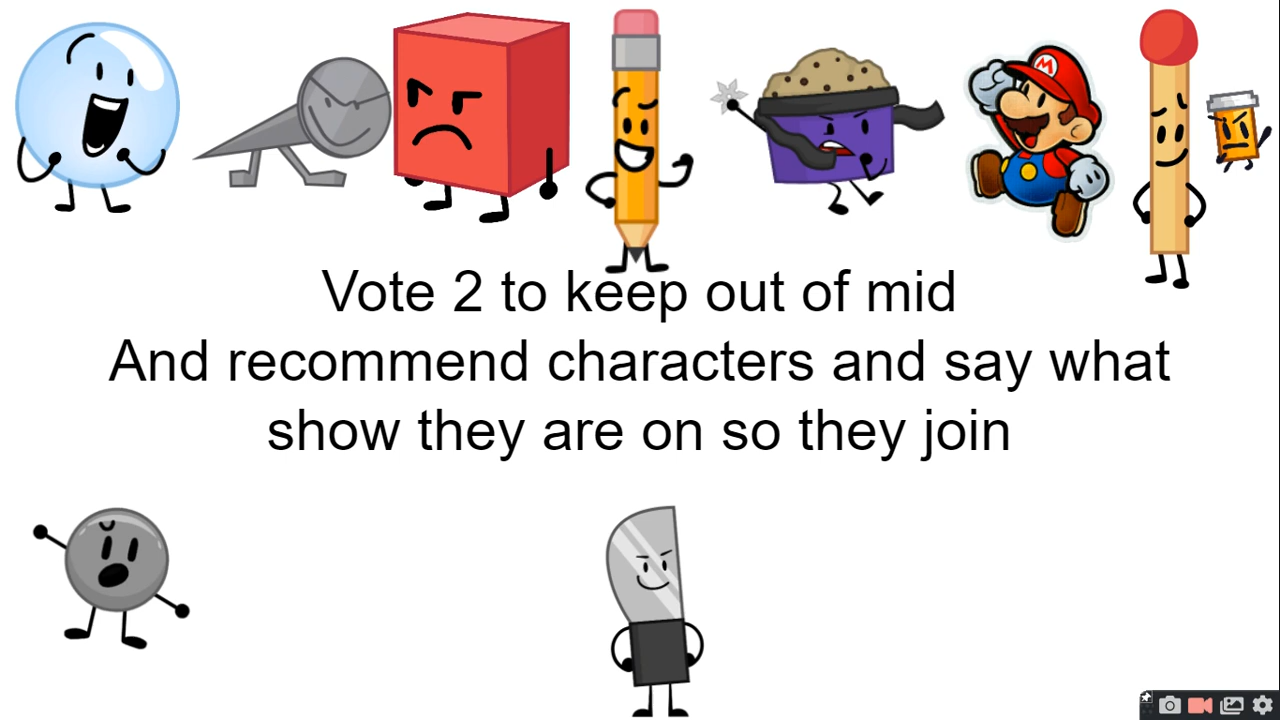 M
Vote 2 to keep out of mid
And recommend characters and say what
show they are on so they join